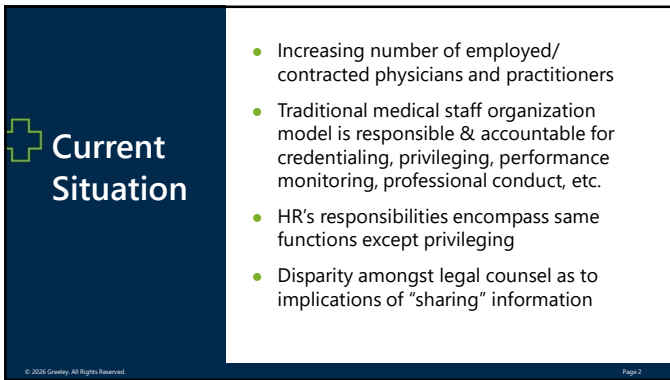 Current
Situation
● Increasing number of employed/
contracted physicians and practitioners
● Traditional medical staff organization
model is responsible & accountable for
credentialing, privileging, performance
monitoring, professional conduct, etc.
● HR’s responsibilities encompass same
functions except privileging
● Disparity amongst legal counsel as to
implications of “sharing” information
© 2026 Greeley. All Rights Reserved.
Page 2